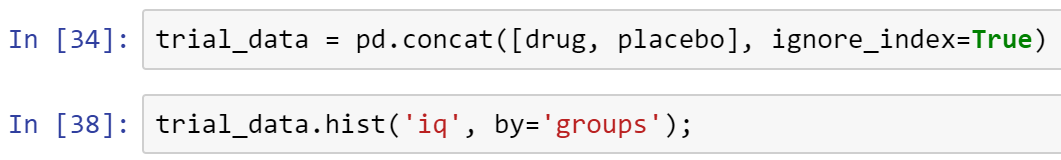 In [34]: trial_data = pd.concat([drug, placebo], ignore_index=True)
In [38]: trial_data.hist('iq', by='groups');